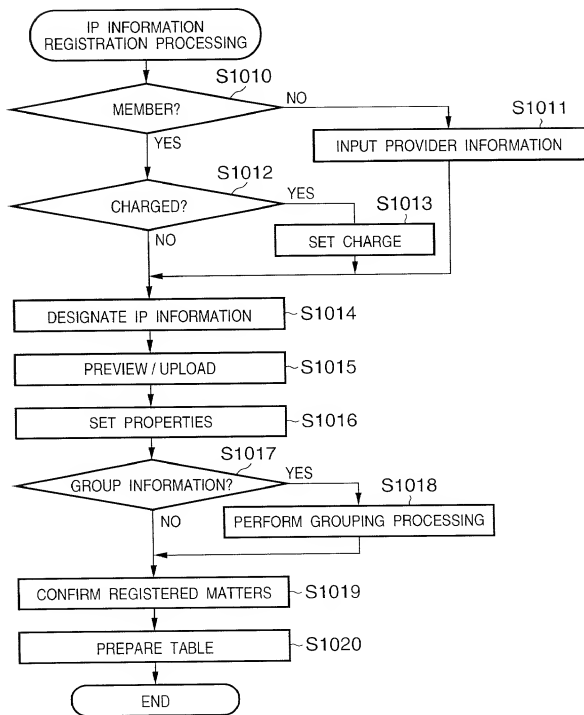 IP INFORMATION
REGISTRATION PROCESSING
S1010
MEMBER?
NO
S1011
YES
INPUT PROVIDER INFORMATION
S1012
CHARGED?
YES
S1013
NO
SET CHARGE
DESIGNATE IP INFORMATION
S1014
PREVIEW / UPLOAD
S1015
SET PROPERTIES
S1016
S1017
GROUP INFORMATION?
YES
S1018
NO
PERFORM GROUPING PROCESSING
CONFIRM REGISTERED MATTERS
S1019
PREPARE TABLE
S1020
END